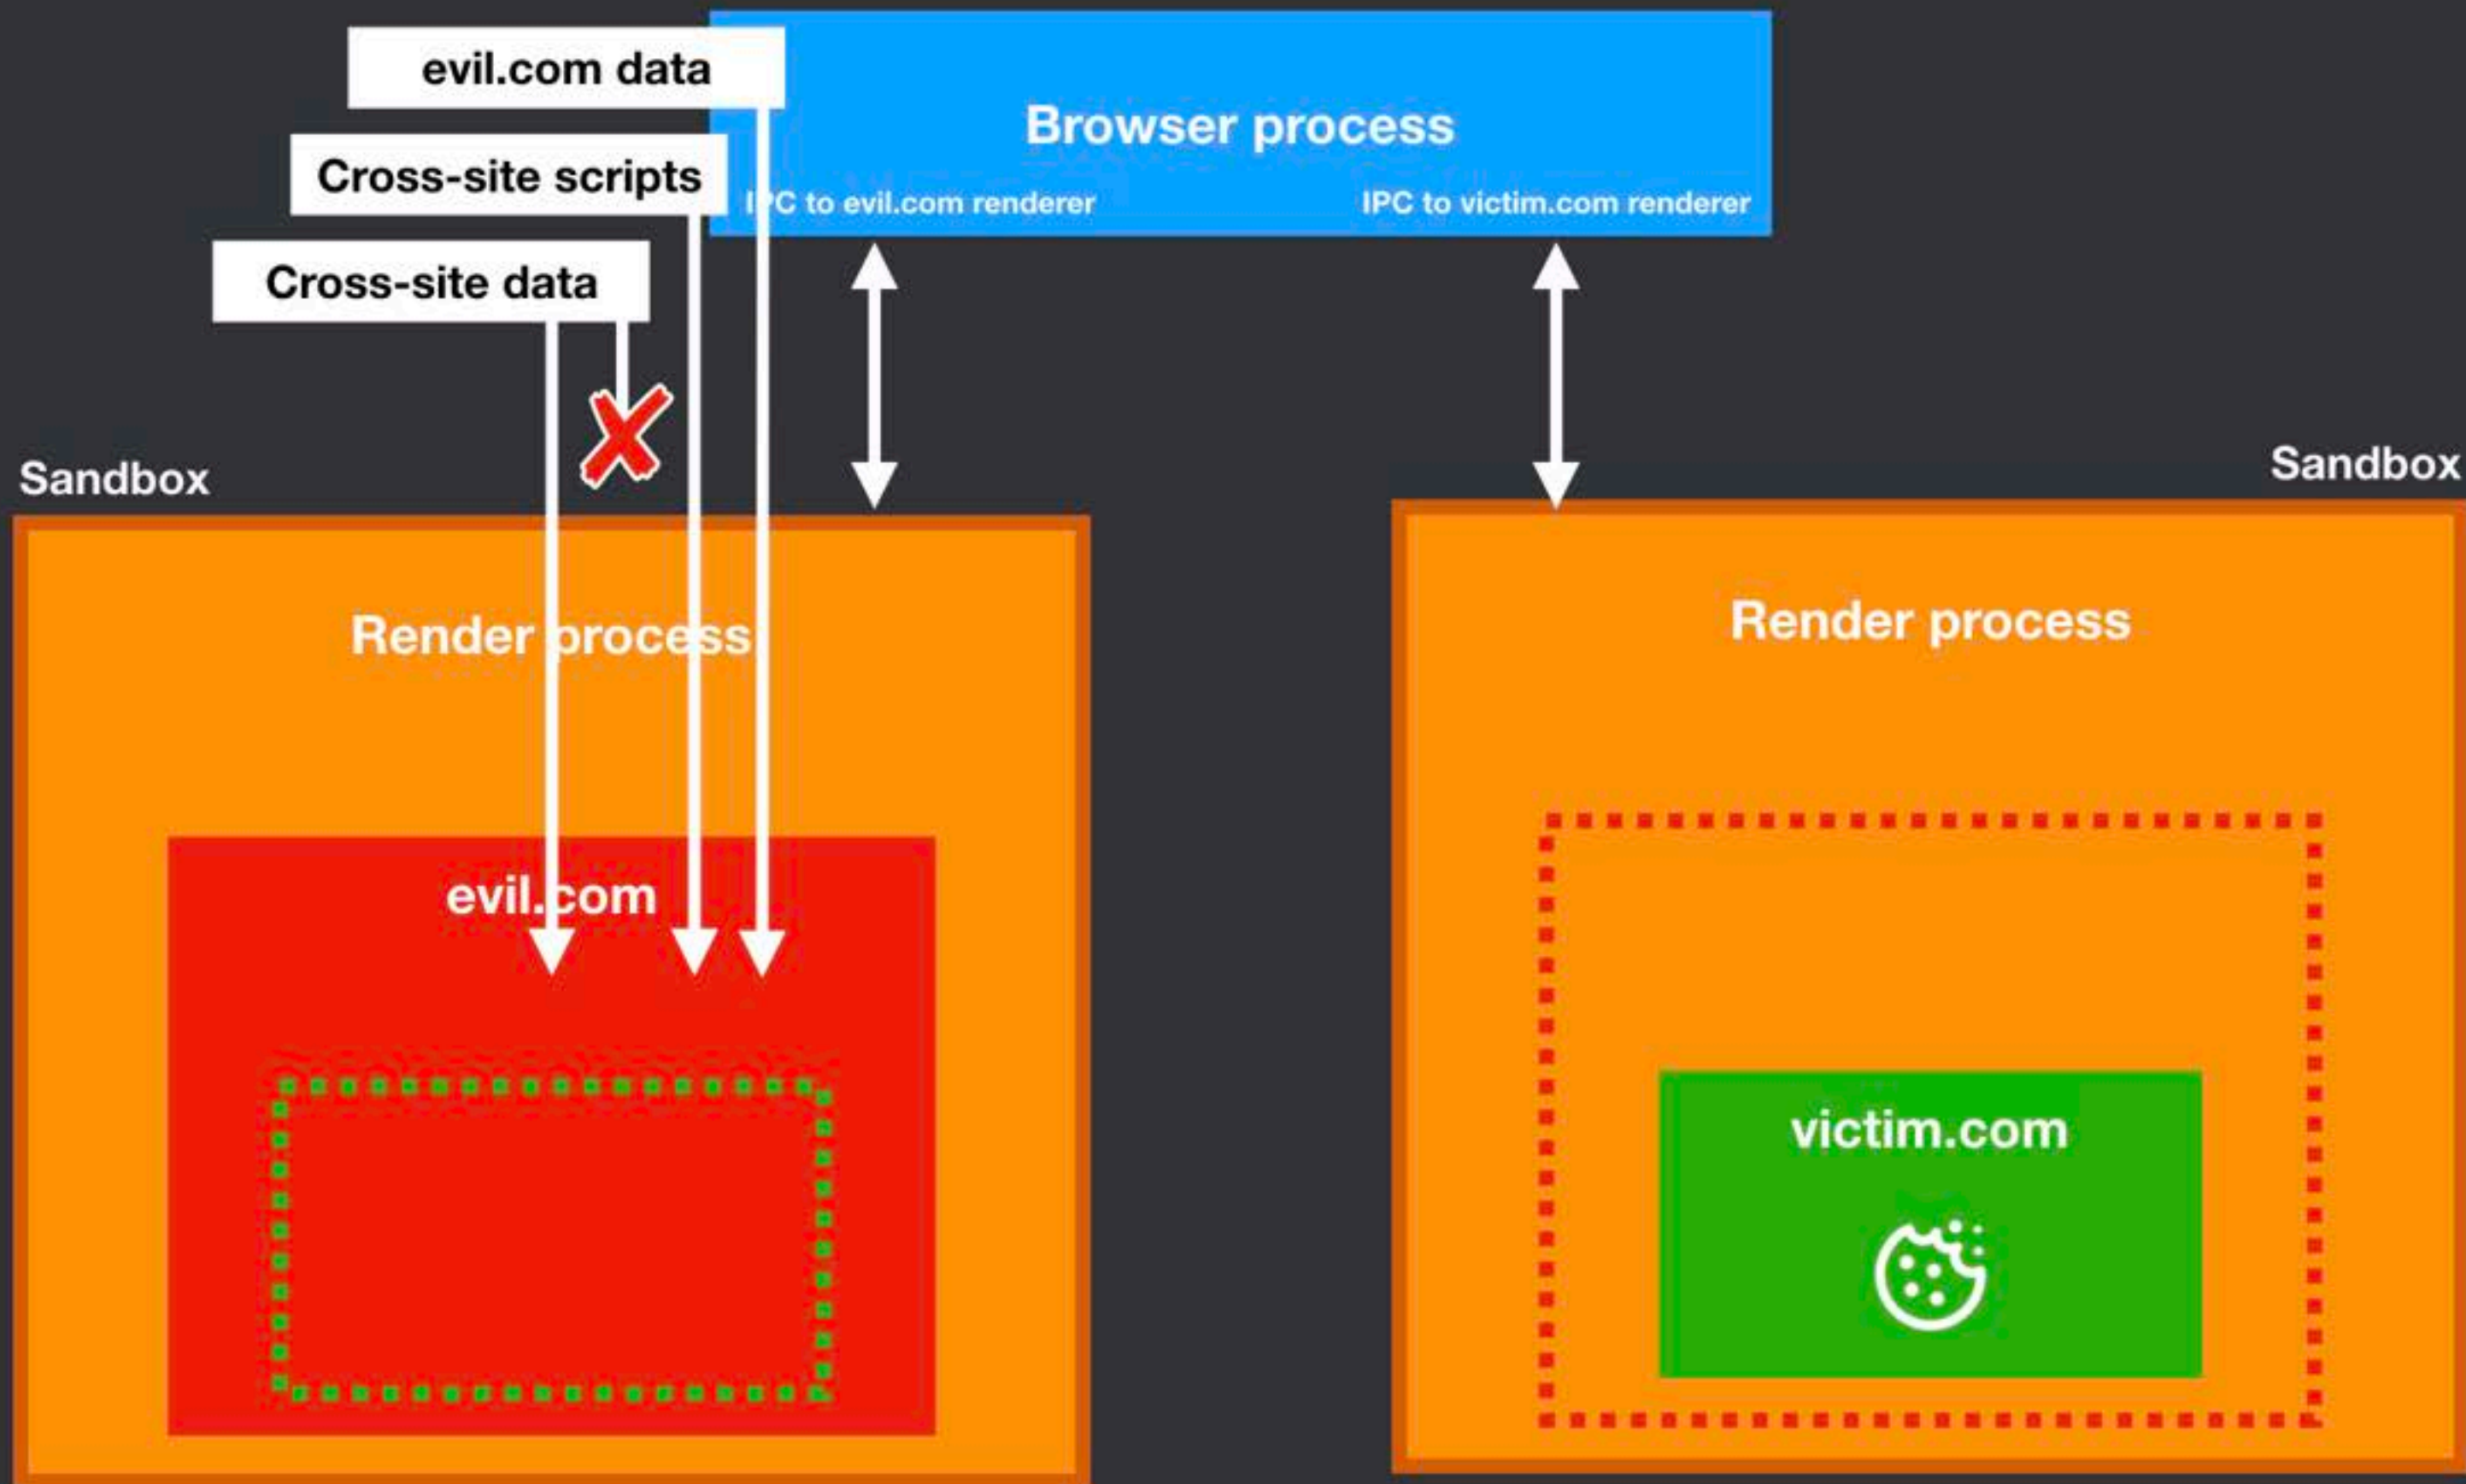 evil.com data
Cross-site scripts
Cross-site data
Browser process
IPC to evil.com renderer
IPC to victim.com renderer
Sandbox
Sandbox
Render process
Render process
evil.com
victim.com